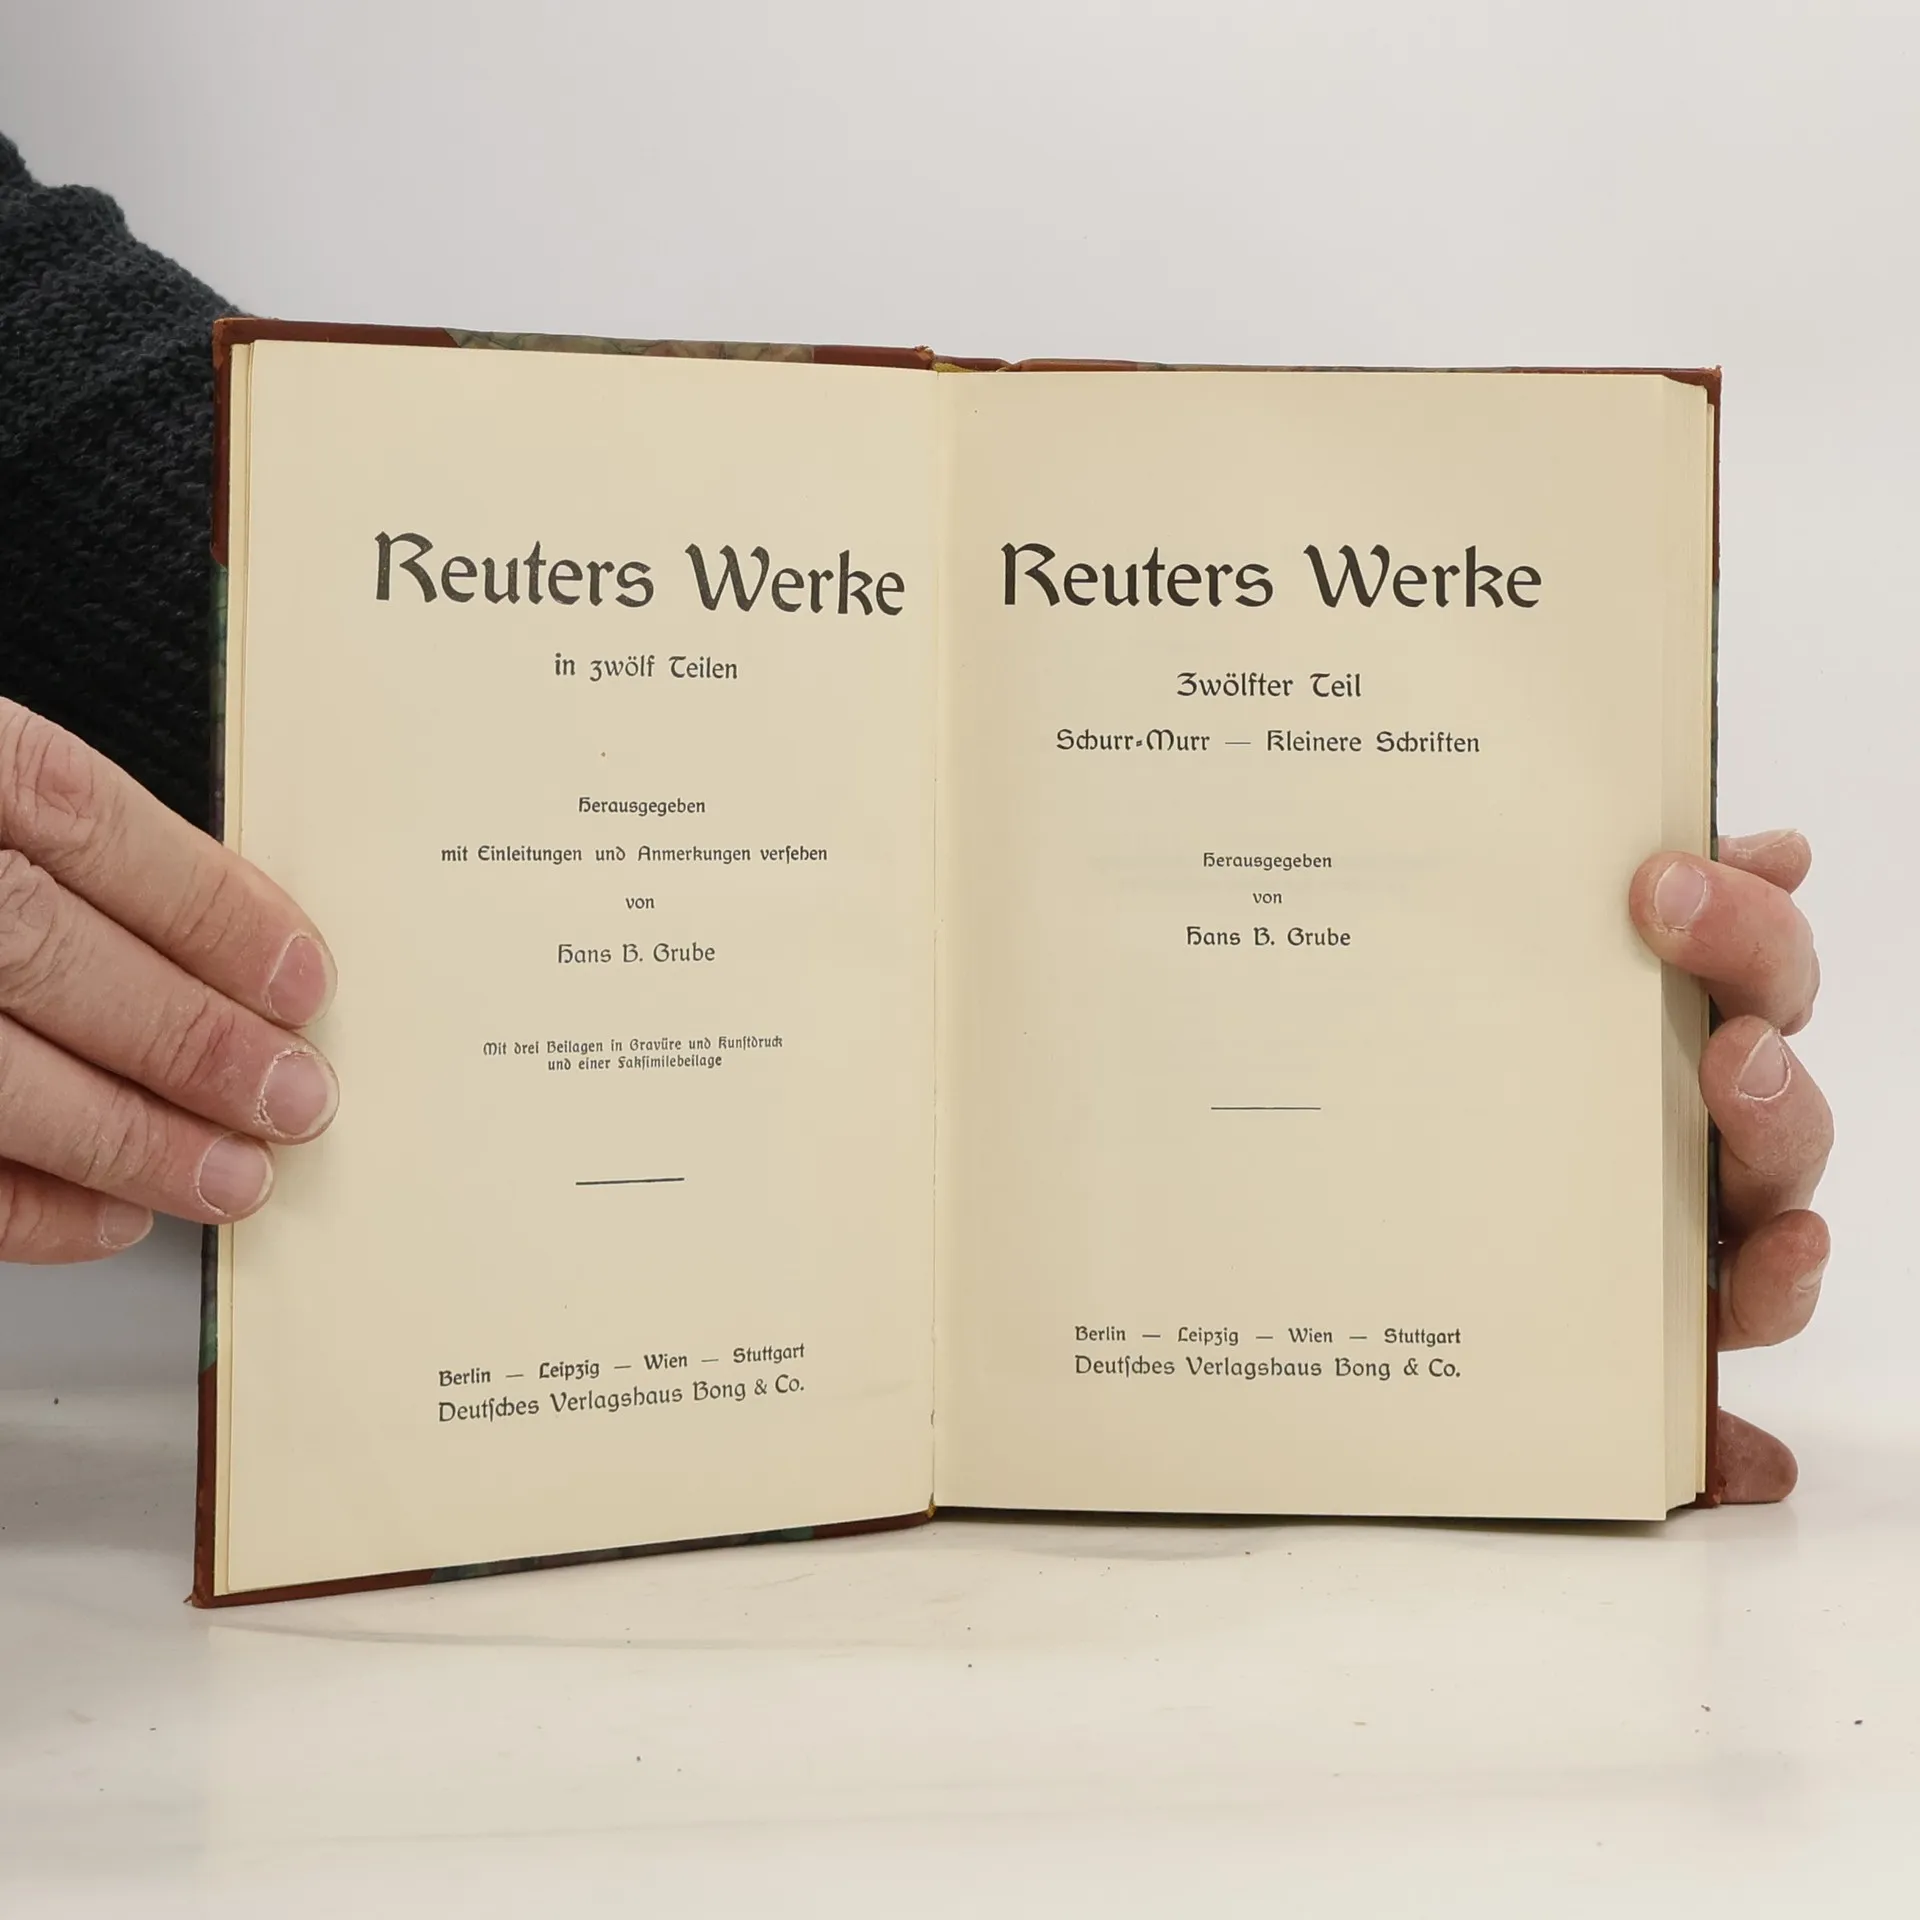 Reuters Werke
in zwölf Teilen
Herausgegeben
mit Einleitungen und Anmerkungen verſehen
von
Hans B. Grube
Mit drei Beilagen in Gravüre und Kunſtdruck
und einer Fakſimilebeilage
Berlin — Leipzig — Wien — Stuttgart
Deutſches Verlagshaus Bong & Co.
Reuters Werke
Zwölfter Teil
Schurr-Murr — Kleinere Schriften
Herausgegeben
von
Hans B. Grube
Berlin — Leipzig — Wien — Stuttgart
Deutſches Verlagshaus Bong & Co.